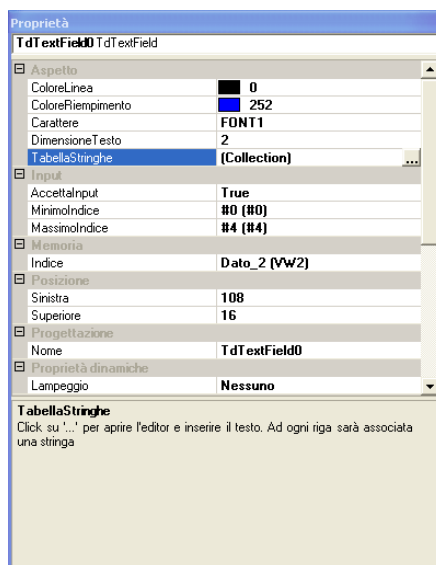 Proprietà
TdTextField0 TdTextField
Aspetto
ColoreLinea 0
ColoreRiempimento 252
Carattere FONT1
DimensioneTesto 2
TabellaStringhe (Collection) ...
Input
AccettaInput True
MinimoIndice #0 (#0)
MassimoIndice #4 (#4)
Memoria
Indice Dato_2 (VW2)
Posizione
Sinistra 108
Superiore 16
Progettazione
Nome TdTextField0
Proprietà dinamiche
Lampeggio Nessuno
TabellaStringhe
Click su '...' per aprire l'editor e inserire il testo. Ad ogni riga sarà associata
una stringa